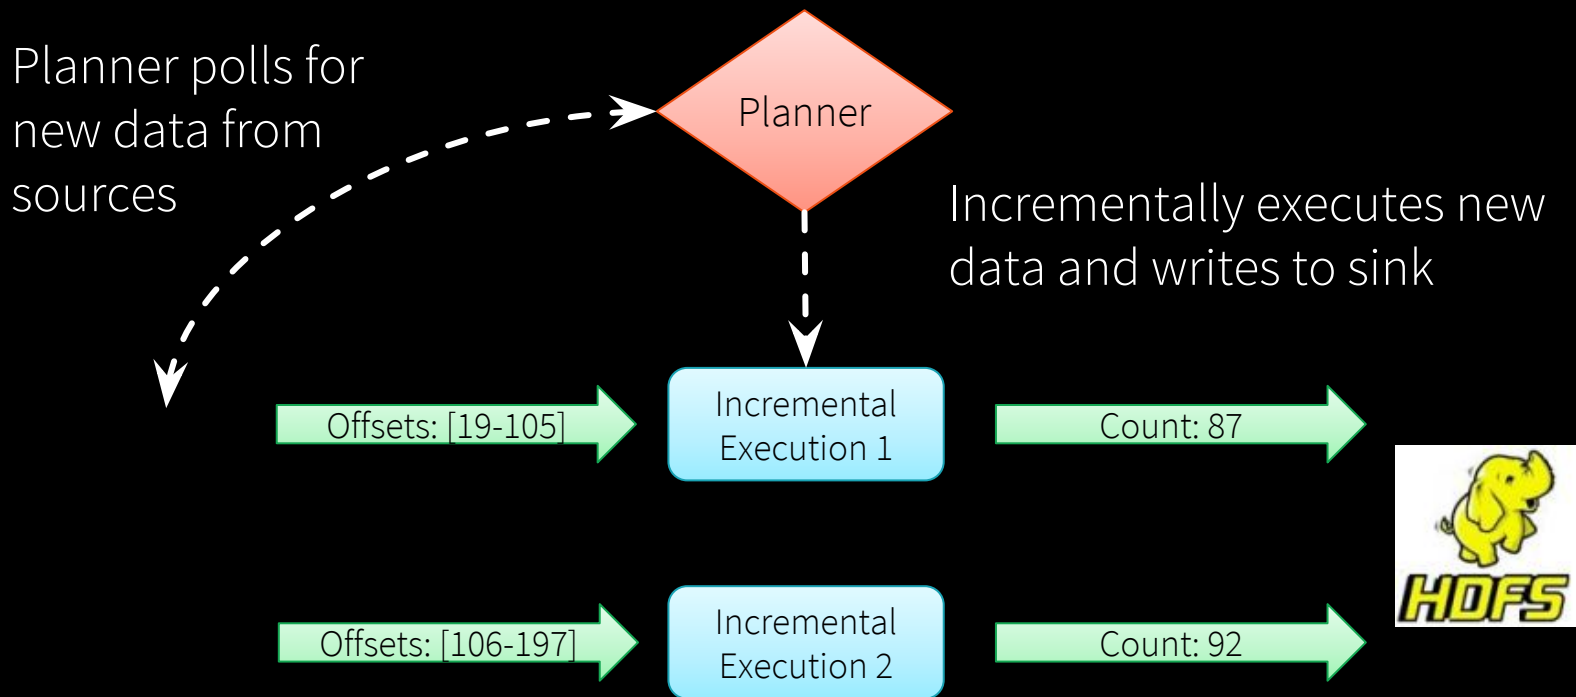 Planner polls for
new data from
sources
Planner
Incrementally executes new
data and writes to sink
Offsets: [19-105]
Incremental
Execution 1
Count: 87
HDFS
Offsets: [106-197]
Incremental
Execution 2
Count: 92